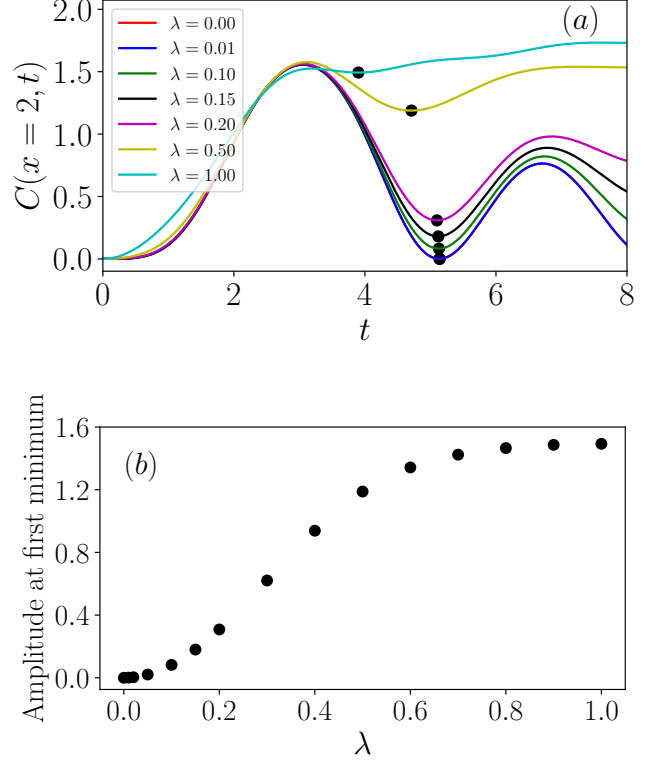 2.0
1.5
1.0
0.5
0.0
C(x = 2, t)
(a)
λ = 0.00
λ = 0.01
λ = 0.10
λ = 0.15
λ = 0.20
λ = 0.50
λ = 1.00
0 2 4 6 8
t
1.6
1.2
0.8
0.4
0.0
Amplitude at first minimum
(b)
0.0 0.2 0.4 0.6 0.8 1.0
λ